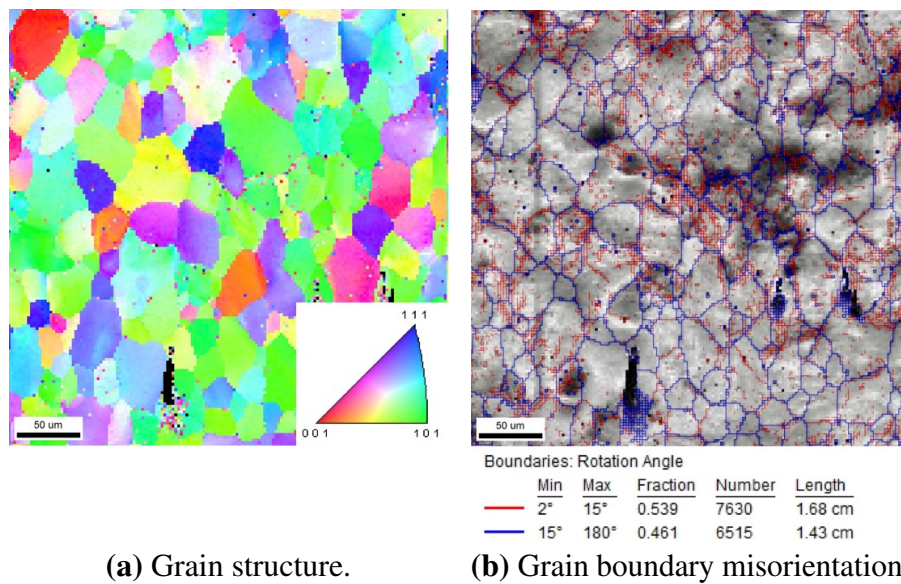 1 1 1
0 0 1
1 0 1
50 um
50 um
Boundaries: Rotation Angle
Min Max Fraction Number Length
2° 15° 0.539 7630 1.68 cm
15° 180° 0.461 6515 1.43 cm
(a) Grain structure.
(b) Grain boundary misorientation